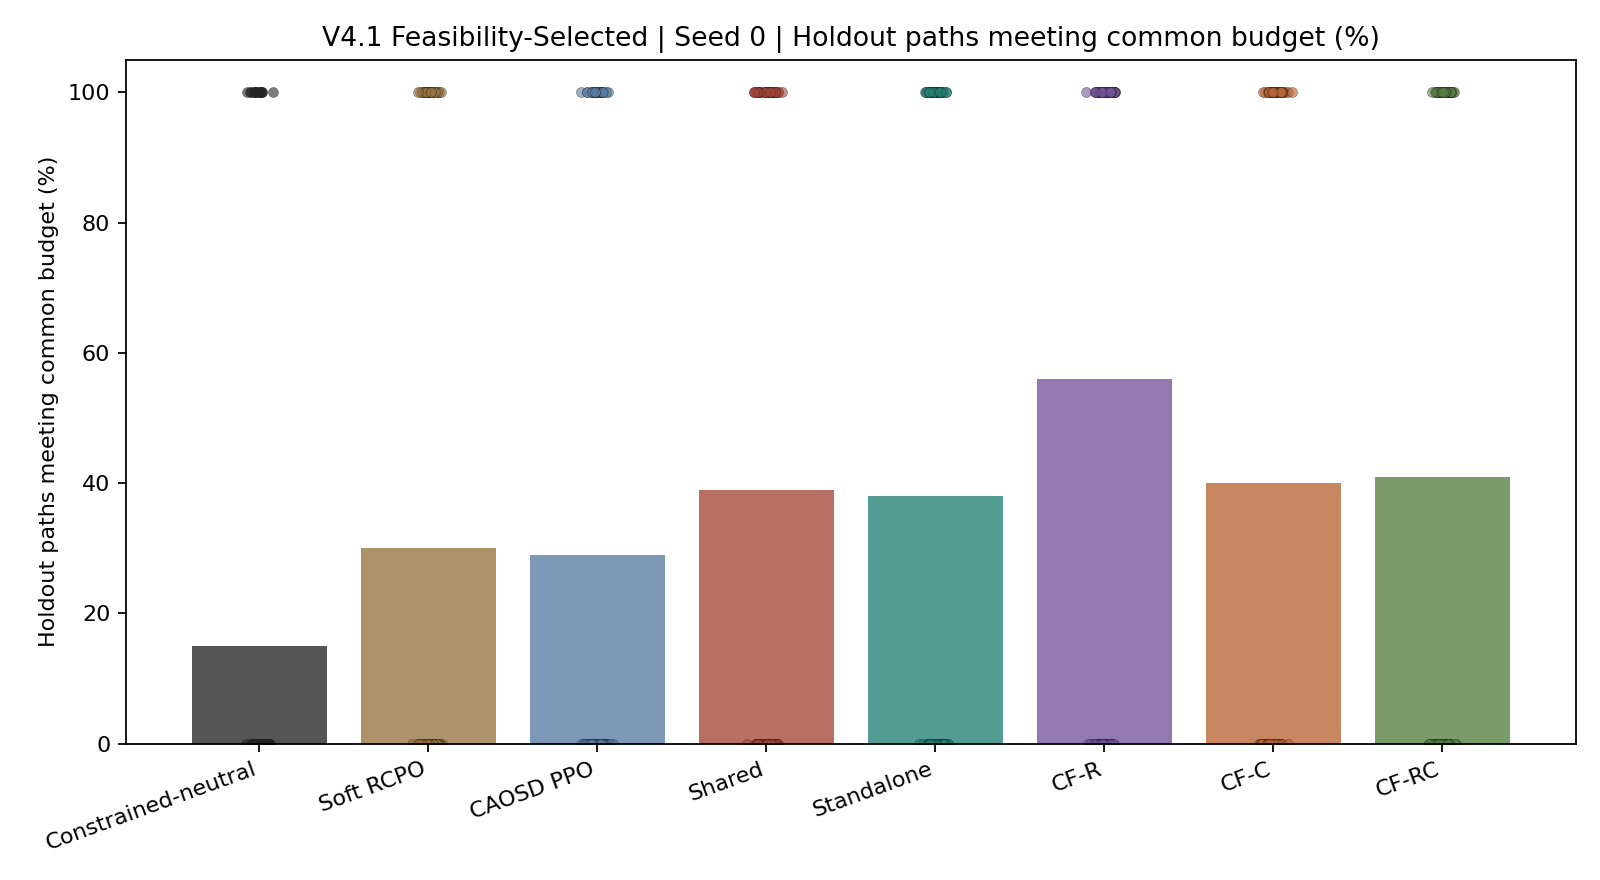 V4.1 Feasibility-Selected | Seed 0 | Holdout paths meeting common budget (%)
Holdout paths meeting common budget (%)
100
80
60
40
20
0
Constrained-neutral
Soft RCPO
CAOSD PPO
Shared
Standalone
CF-R
CF-C
CF-RC